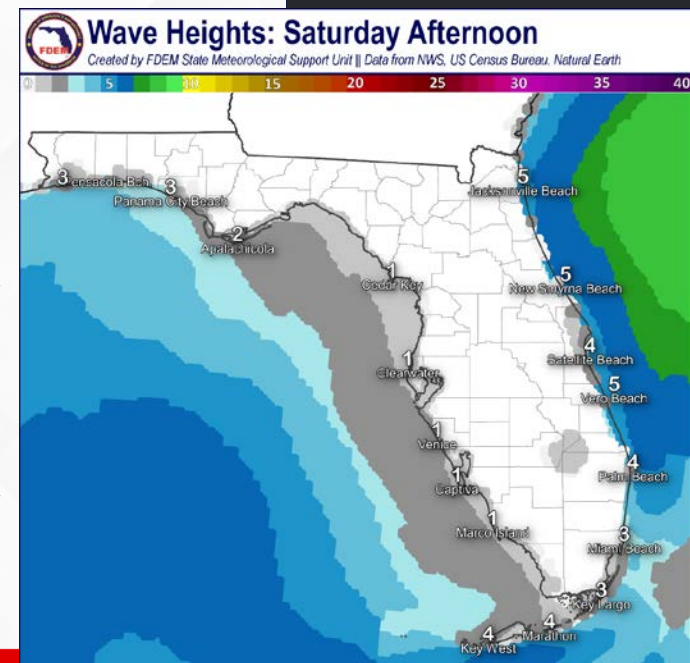 FDEM
Wave Heights: Saturday Afternoon
Created by FDEM State Meteorological Support Unit || Data from NWS, US Census Bureau, Natural Earth
0 5 10 15 20 25 30 35 40
3
Pensacola Bch
3
Panama City Beach
2
Apalachicola
5
Jacksonville Beach
1
Cedar Key
5
New Smyrna Beach
4
Satellite Beach
1
Clearwater
5
Vero Beach
1
Venice
4
Palm Beach
1
Captiva
1
Marco Island
3
Miami Beach
3
3
Key Largo
4
Marathon
4
Key West